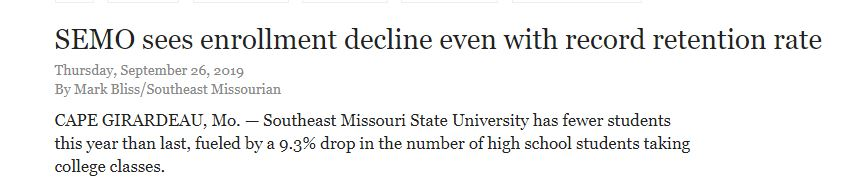 SEMO sees enrollment decline even with record retention rate
Thursday, September 26, 2019
By Mark Bliss/Southeast Missourian
CAPE GIRARDEAU, Mo. — Southeast Missouri State University has fewer students
this year than last, fueled by a 9.3% drop in the number of high school students taking
college classes.